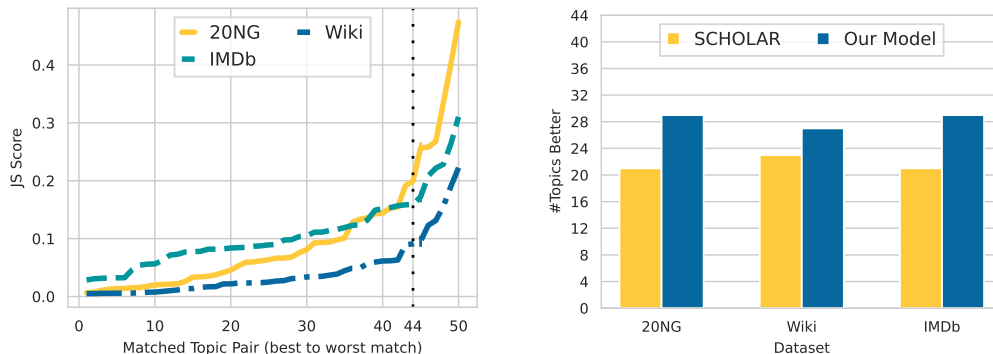 20NG
Wiki
IMDb
JS Score
0.4
0.3
0.2
0.1
0.0
0
10
20
30
40
44
50
Matched Topic Pair (best to worst match)
SCHOLAR
Our Model
#Topics Better
44
40
36
32
28
24
20
16
12
8
4
0
20NG
Wiki
IMDb
Dataset